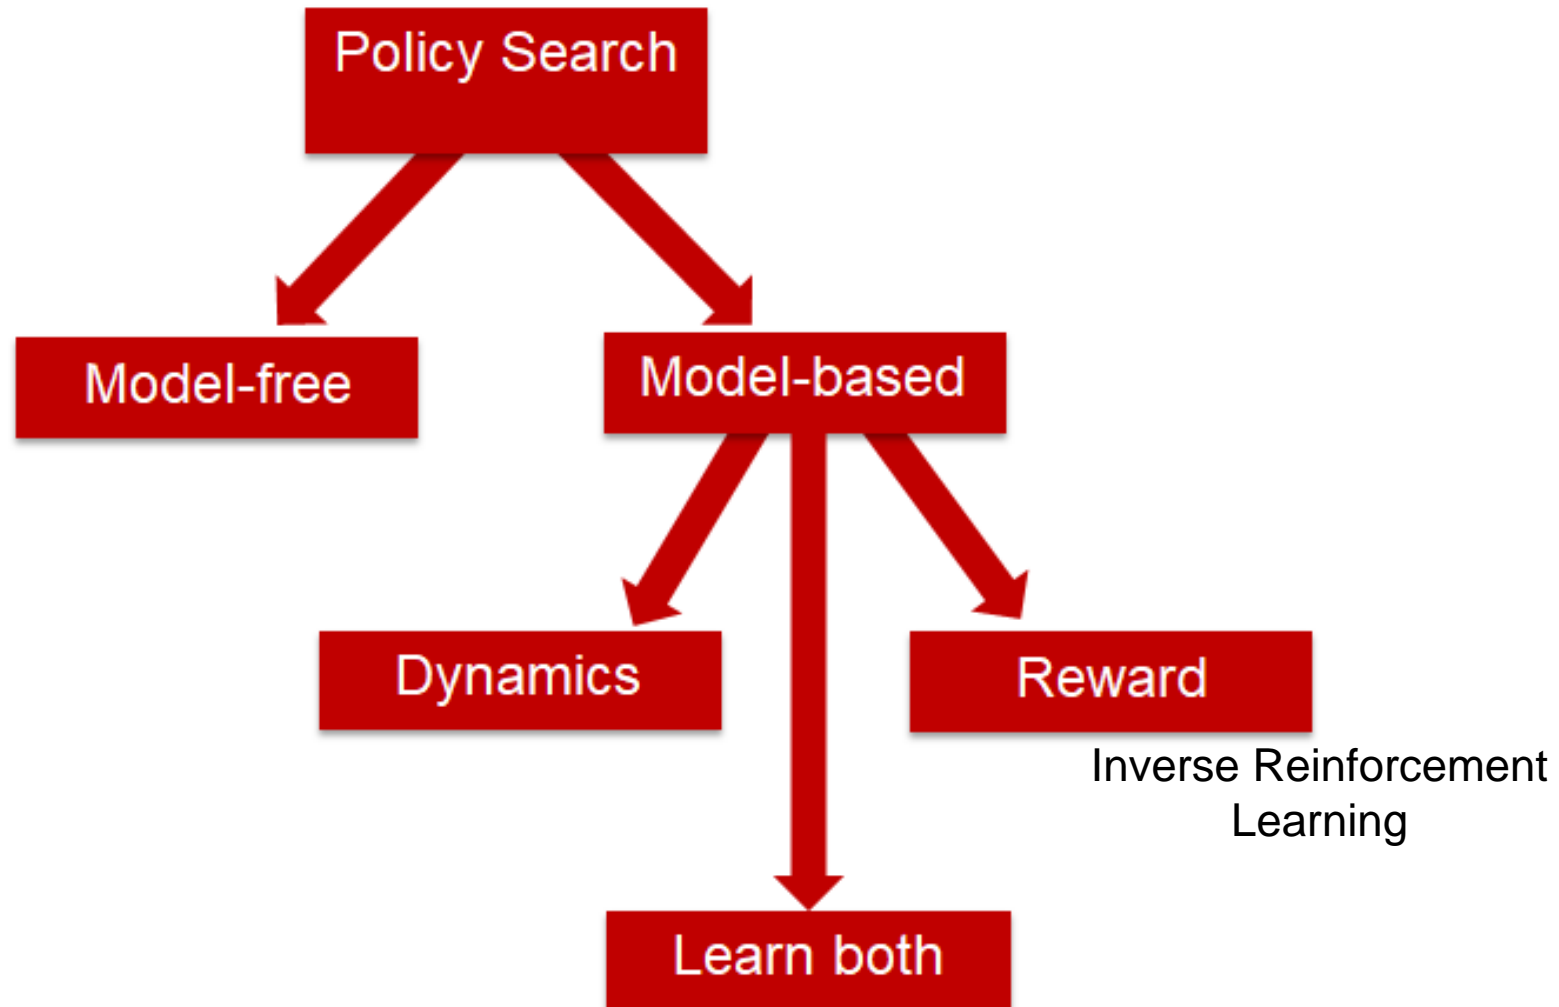 Policy Search
Model-free
Model-based
Dynamics
Reward
Inverse Reinforcement
Learning
Learn both